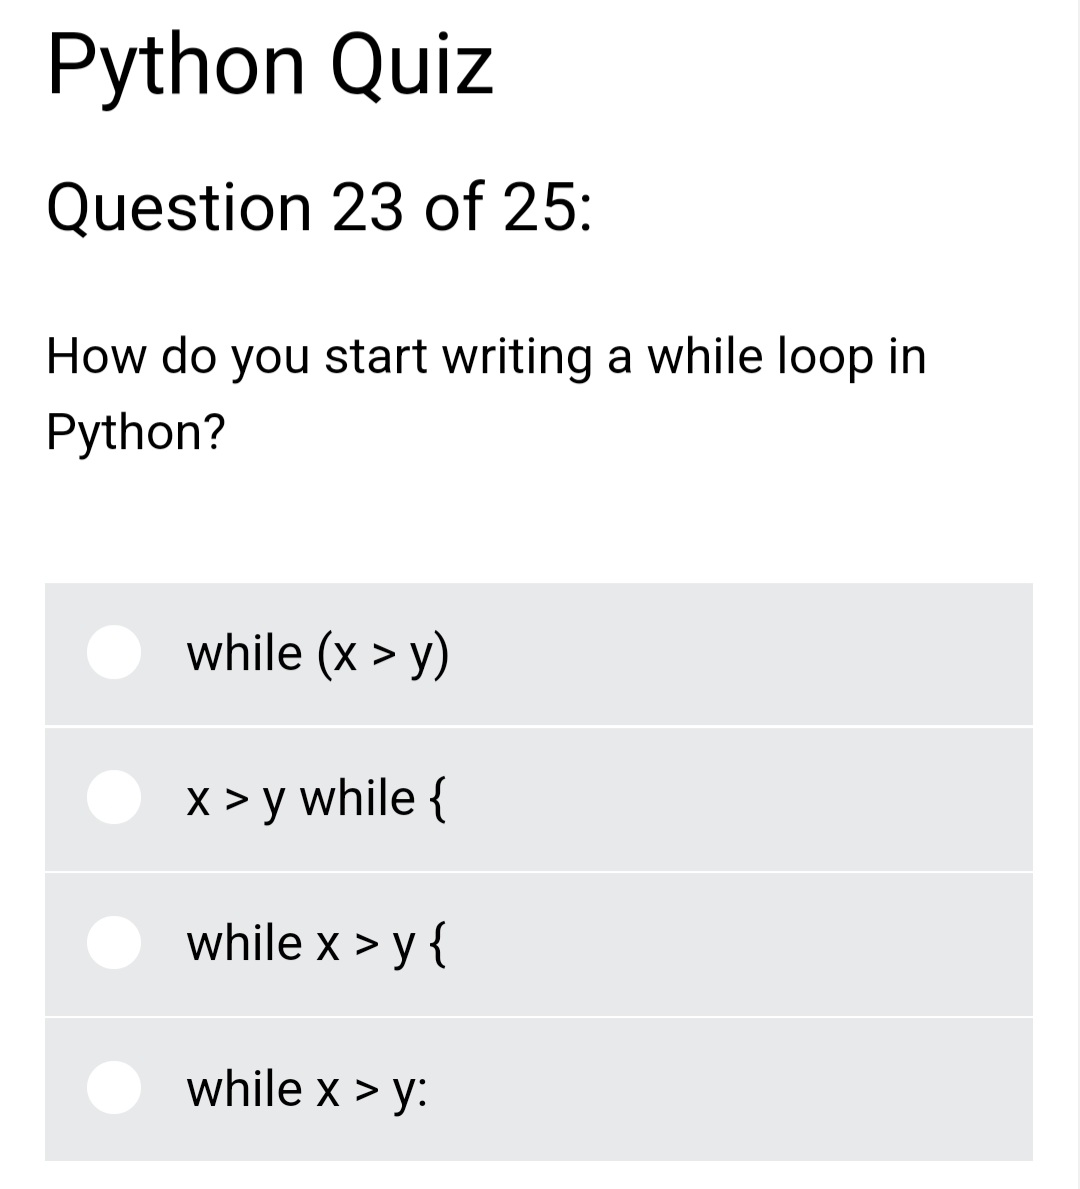 Python Quiz
Question 23 of 25:
How do you start writing a while loop in
Python?
while (x > y)
x > y while {
while x > y {
while x > y: